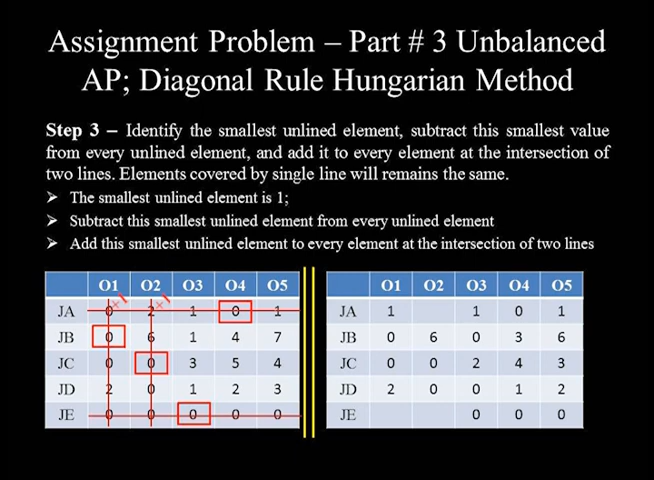 Assignment Problem – Part # 3 Unbalanced
AP; Diagonal Rule Hungarian Method
Step 3 – Identify the smallest unlined element, subtract this smallest value
from every unlined element, and add it to every element at the intersection of
two lines. Elements covered by single line will remains the same.
➢ The smallest unlined element is 1;
➢ Subtract this smallest unlined element from every unlined element
➢ Add this smallest unlined element to every element at the intersection of two lines
O1 O2 O3 O4 O5
JA 0 +1 2 +1 1 0 1
JB 0 6 1 4 7
JC 0 0 3 5 4
JD 2 0 1 2 3
JE 0 0 0 0 0
O1 O2 O3 O4 O5
JA 1 1 0 1
JB 0 6 0 3 6
JC 0 0 2 4 3
JD 2 0 0 1 2
JE 0 0 0